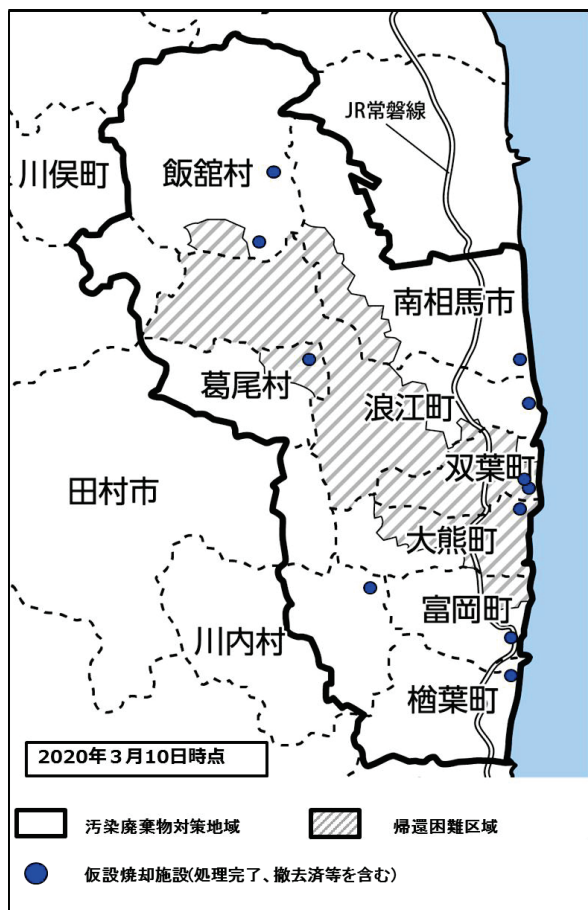 JR常磐線
川俣町
飯舘村
南相馬市
葛尾村
浪江町
双葉町
田村市
大熊町
富岡町
川内村
楢葉町
2020年３月10日時点
汚染廃棄物対策地域
帰還困難区域
仮設焼却施設(処理完了、撤去済等を含む)